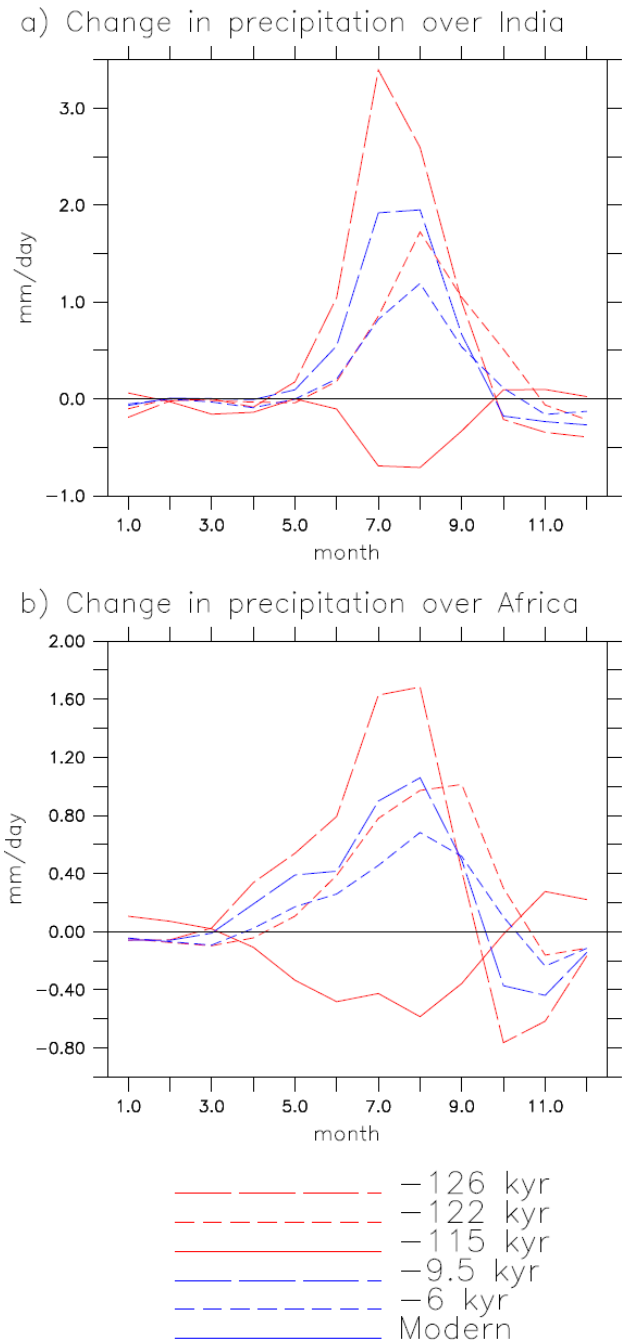 a) Change in precipitation over India
3.0
2.0
1.0
0.0
−1.0
mm/day
1.0 3.0 5.0 7.0 9.0 11.0
month
b) Change in precipitation over Africa
2.00
1.60
1.20
0.80
0.40
0.00
−0.40
−0.80
mm/day
1.0 3.0 5.0 7.0 9.0 11.0
month
−126 kyr
−122 kyr
−115 kyr
−9.5 kyr
−6 kyr
Modern